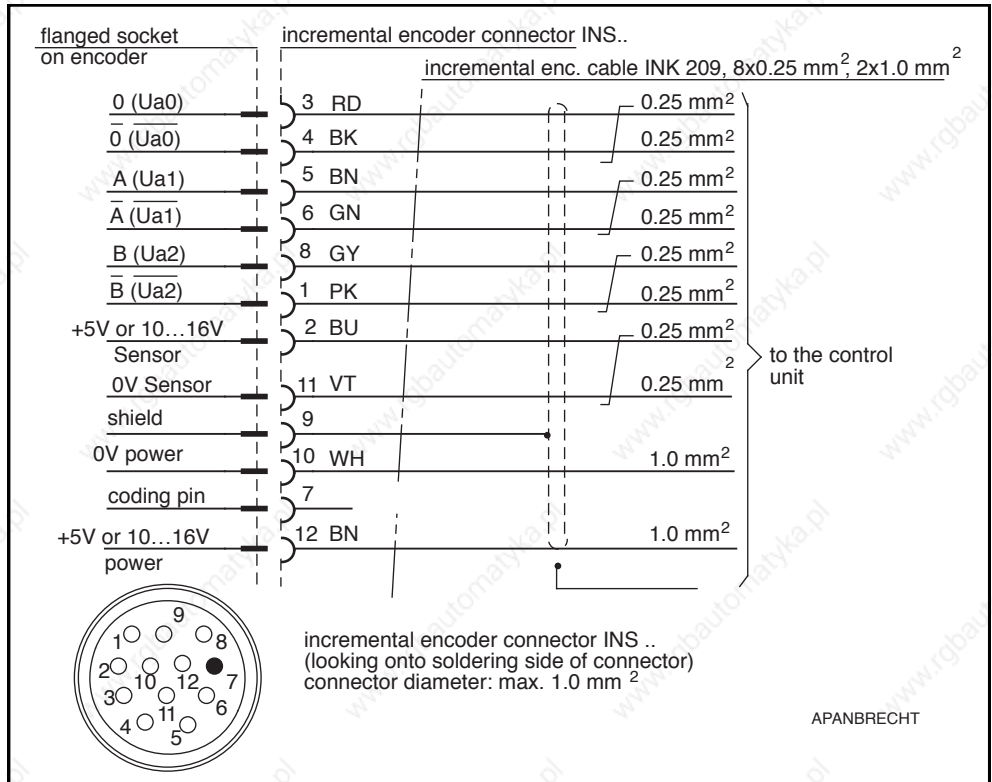 flanged socket
on encoder
incremental encoder connector INS..
incremental enc. cable INK 209, 8x0.25 mm², 2x1.0 mm²
0 (Ua0) 3 RD 0.25 mm²
0̅ (U̅a̅0̅) 4 BK 0.25 mm²
A (Ua1) 5 BN 0.25 mm²
A̅ (U̅a̅1̅) 6 GN 0.25 mm²
B (Ua2) 8 GY 0.25 mm²
B̅ (U̅a̅2̅) 1 PK 0.25 mm²
+5V or 10...16V 2 BU 0.25 mm²
Sensor
to the control
unit
0V Sensor 11 VT 0.25 mm²
shield 9
0V power 10 WH 1.0 mm²
coding pin 7
+5V or 10...16V 12 BN 1.0 mm²
power
9
1 8
2 10 12 7
3 11 6
4 5
incremental encoder connector INS ..
(looking onto soldering side of connector)
connector diameter: max. 1.0 mm ²
APANBRECHT
www.rgbautomatyka.pl